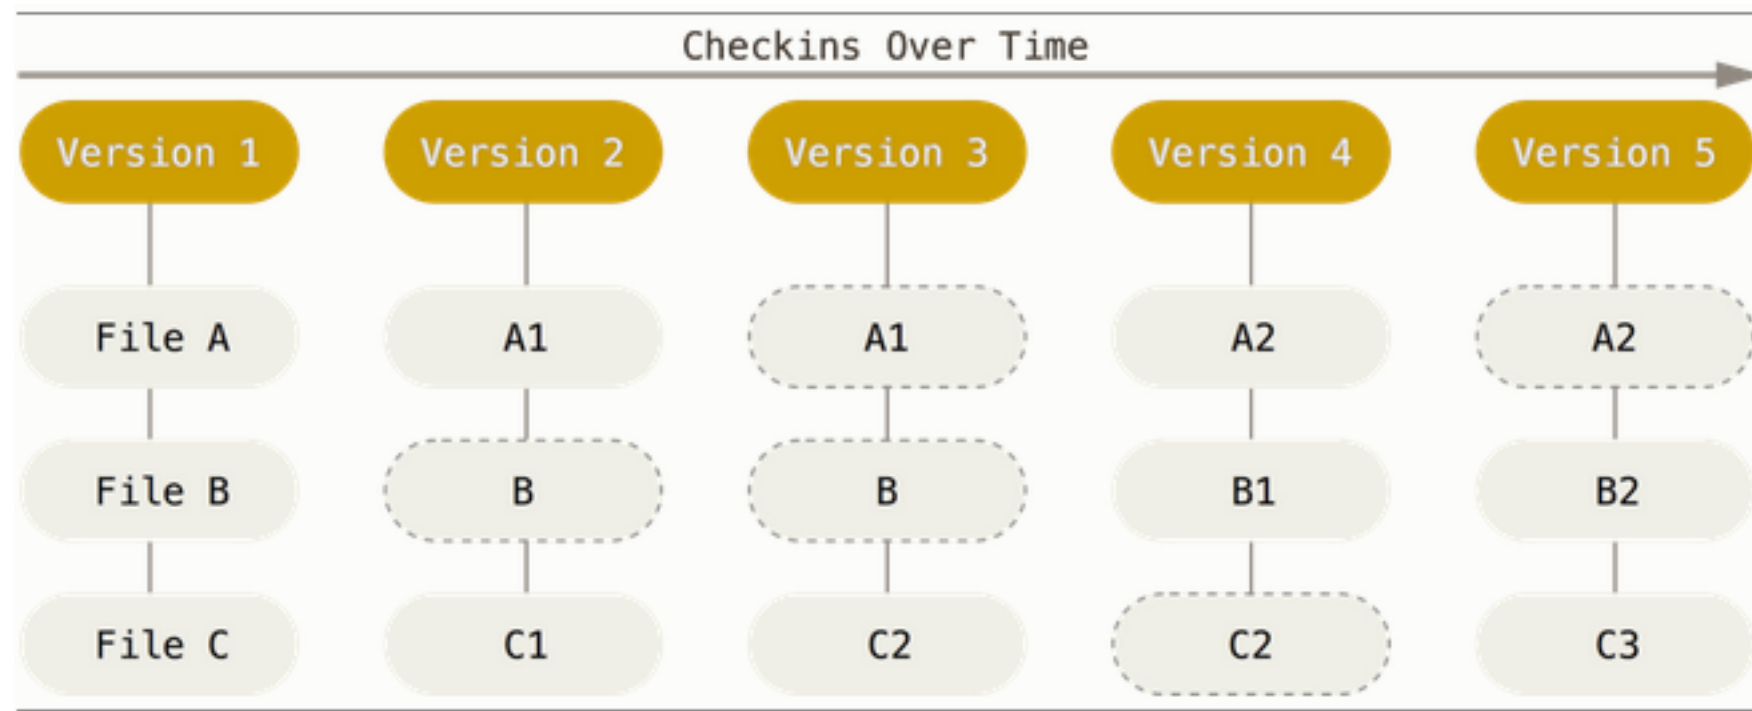 Checkins Over Time
Version 1 Version 2 Version 3 Version 4 Version 5
File A A1 A1 A2 A2
File B B B B1 B2
File C C1 C2 C2 C3